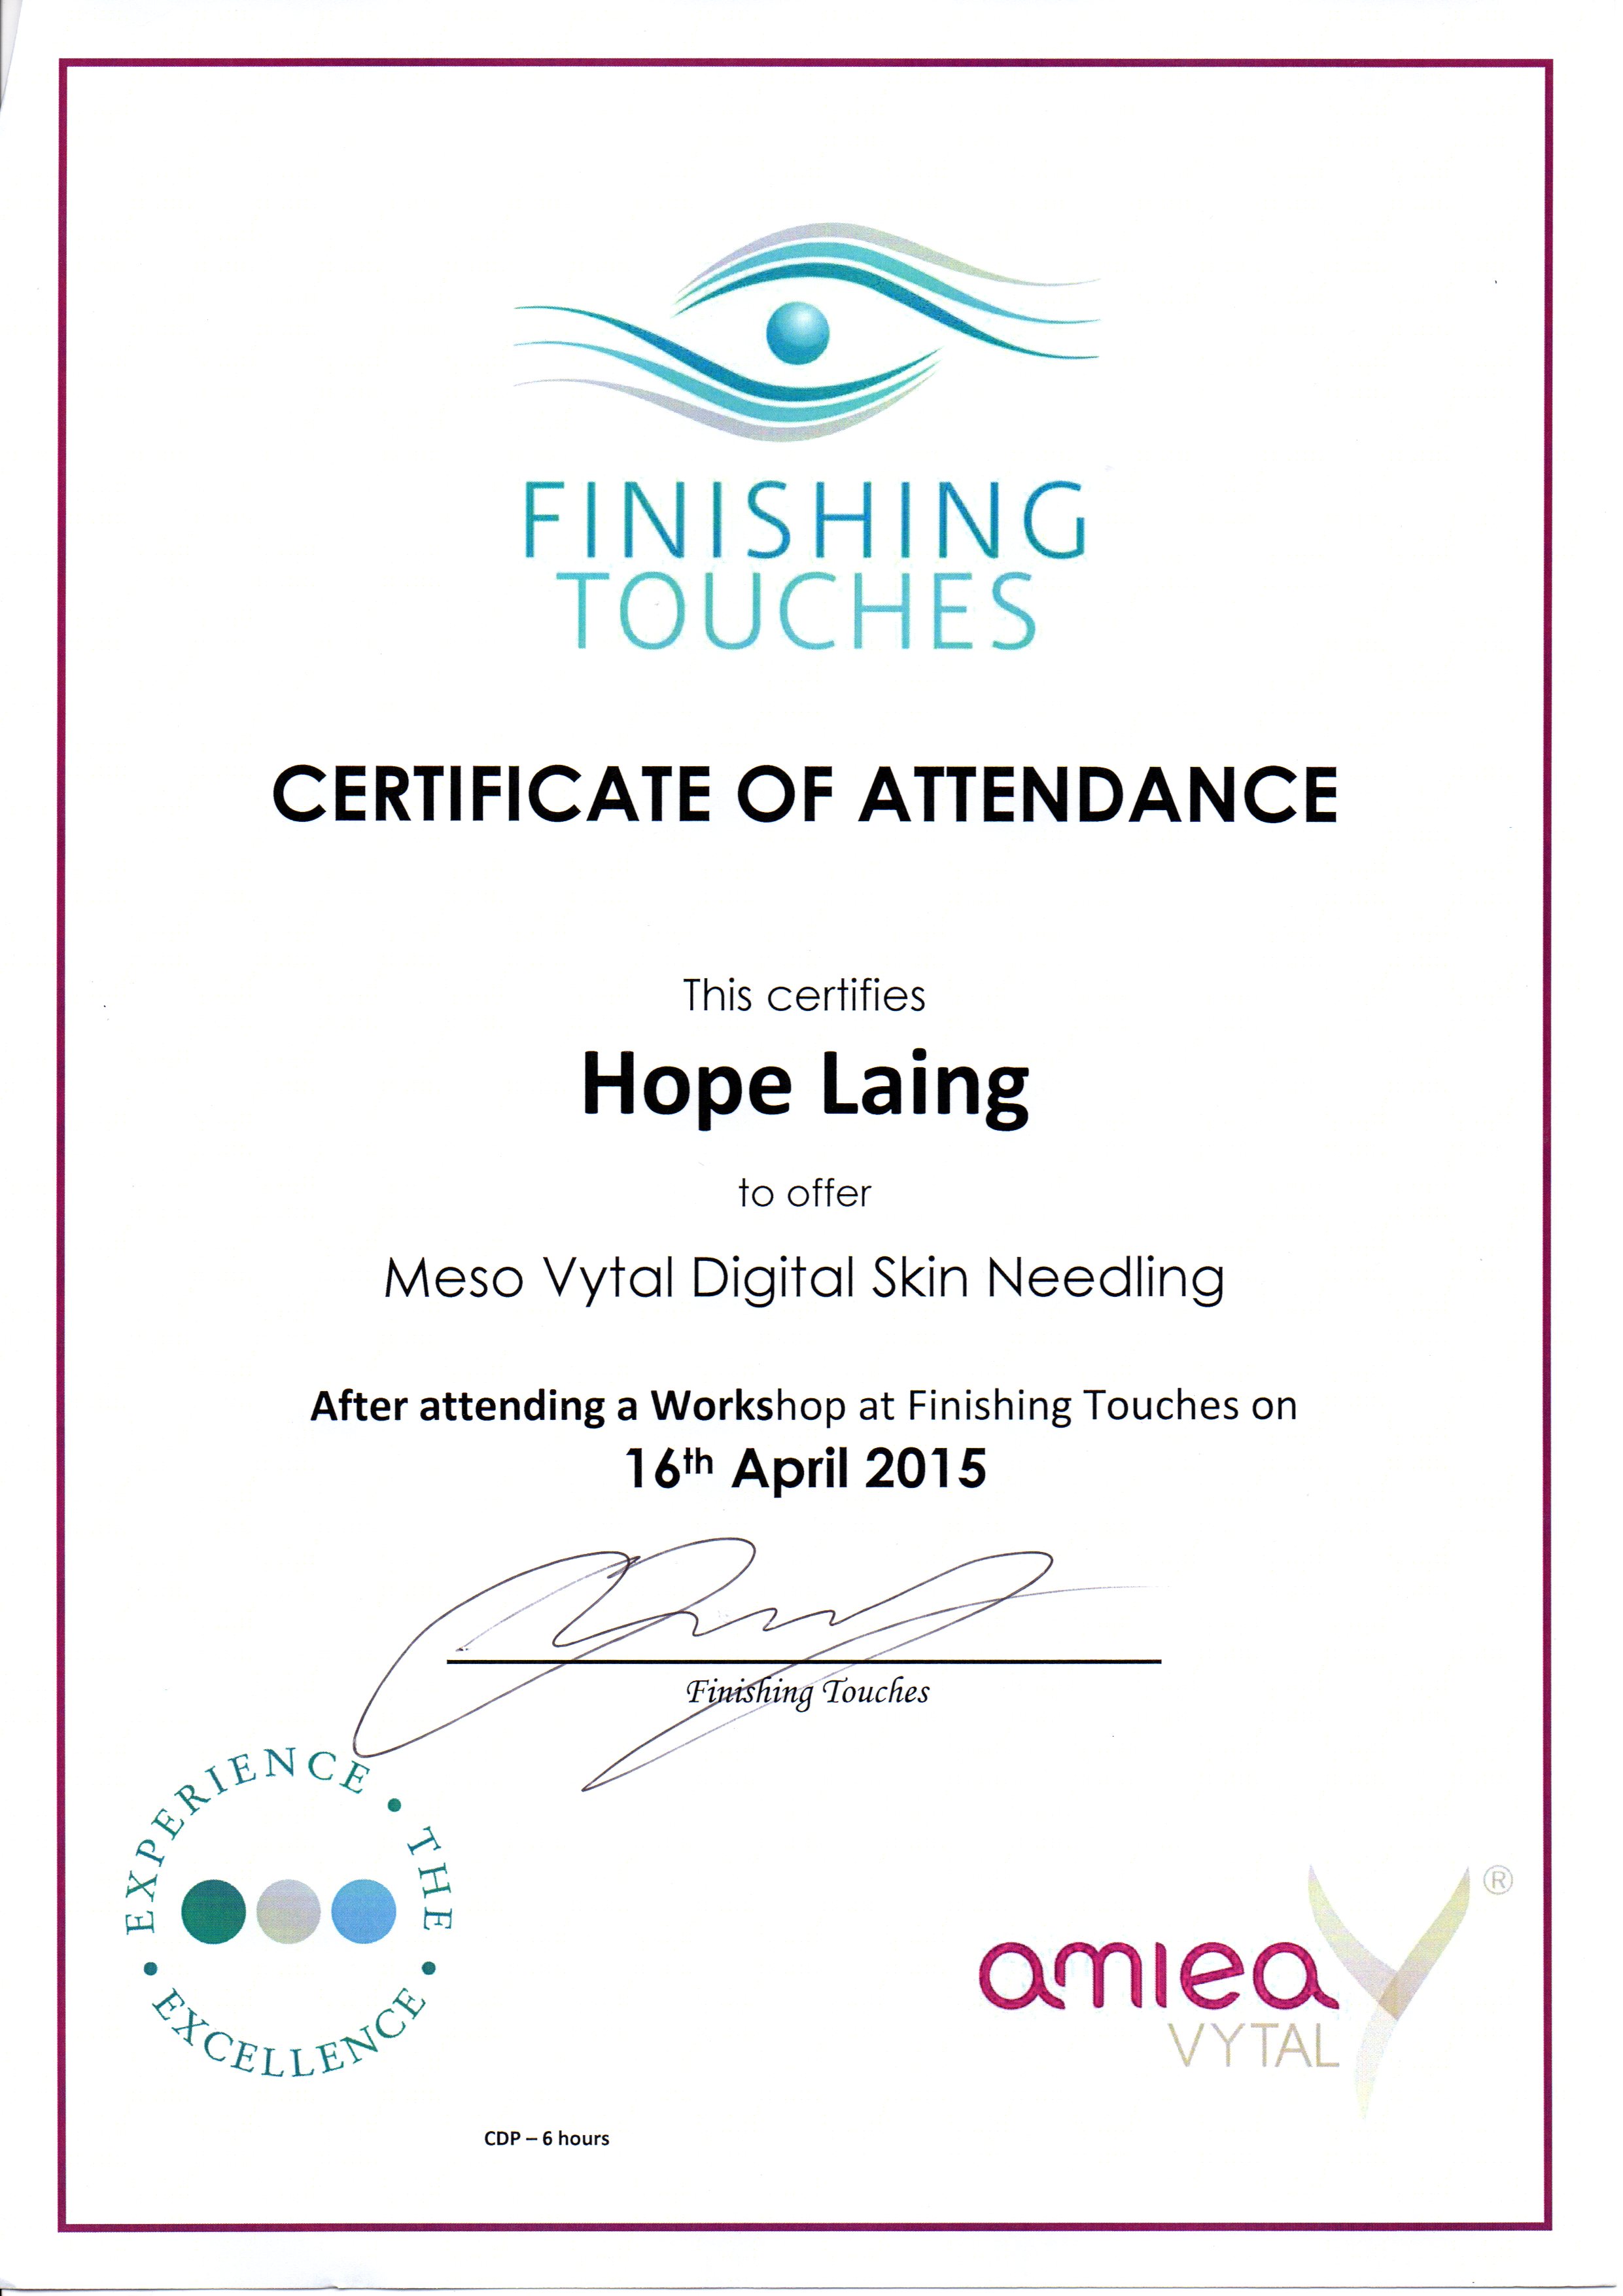 FINISHING
TOUCHES
CERTIFICATE OF ATTENDANCE
This certifies
Hope Laing
to offer
Meso Vytal Digital Skin Needling
After attending a Workshop at Finishing Touches on
16th April 2015
Finishing Touches
EXPERIENCE • THE • EXCELLENCE •
amiea ®
VYTAL
CDP – 6 hours